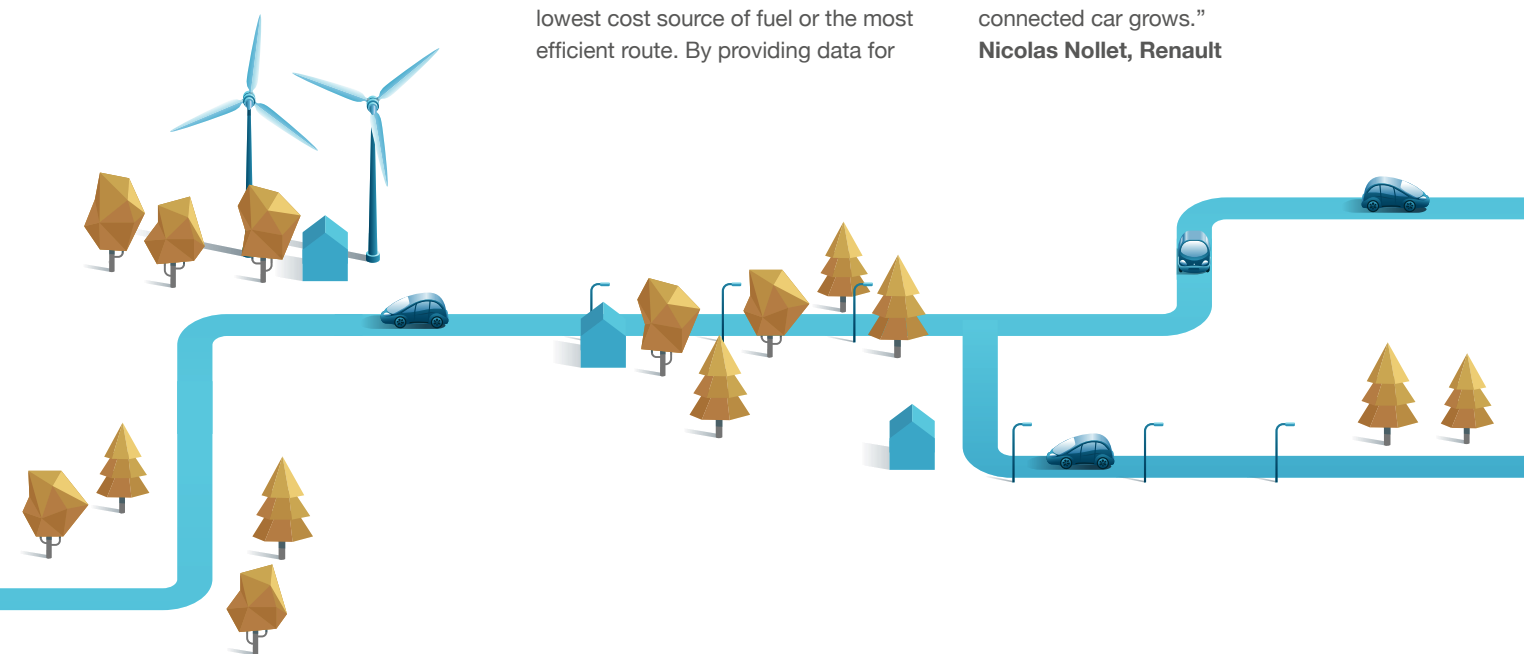 lowest cost source of fuel or the most
efficient route. By providing data for
connected car grows.”
Nicolas Nollet, Renault